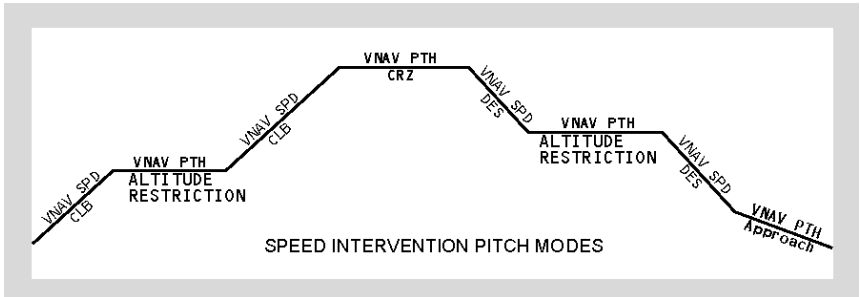 VNAV SPD
CLB
VNAV PTH
ALTITUDE
RESTRICTION
VNAV SPD
CLB
VNAV PTH
CRZ
VNAV SPD
DES
VNAV PTH
ALTITUDE
RESTRICTION
VNAV SPD
DES
VNAV PTH
Approach
SPEED INTERVENTION PITCH MODES